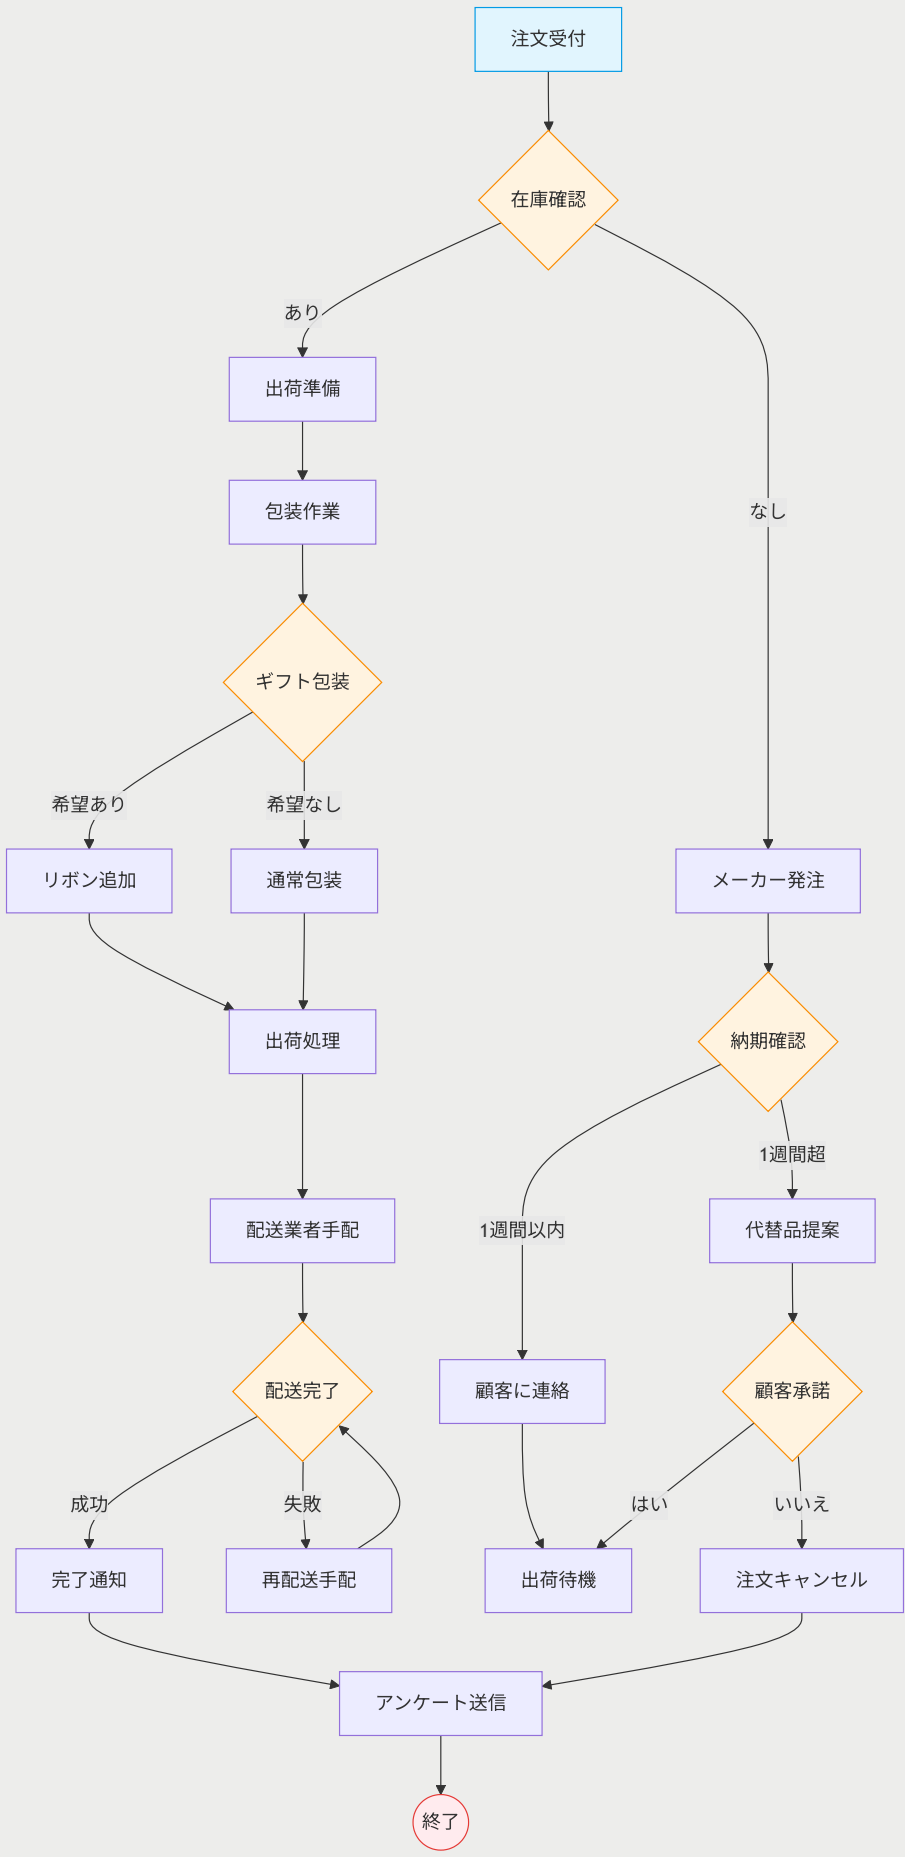 注文受付
在庫確認
あり
出荷準備
包装作業
なし
ギフト包装
希望あり
希望なし
リボン追加
通常包装
メーカー発注
出荷処理
納期確認
1週間超
配送業者手配
1週間以内
代替品提案
配送完了
顧客に連絡
顧客承諾
成功
失敗
はい
いいえ
完了通知
再配送手配
出荷待機
注文キャンセル
アンケート送信
終了